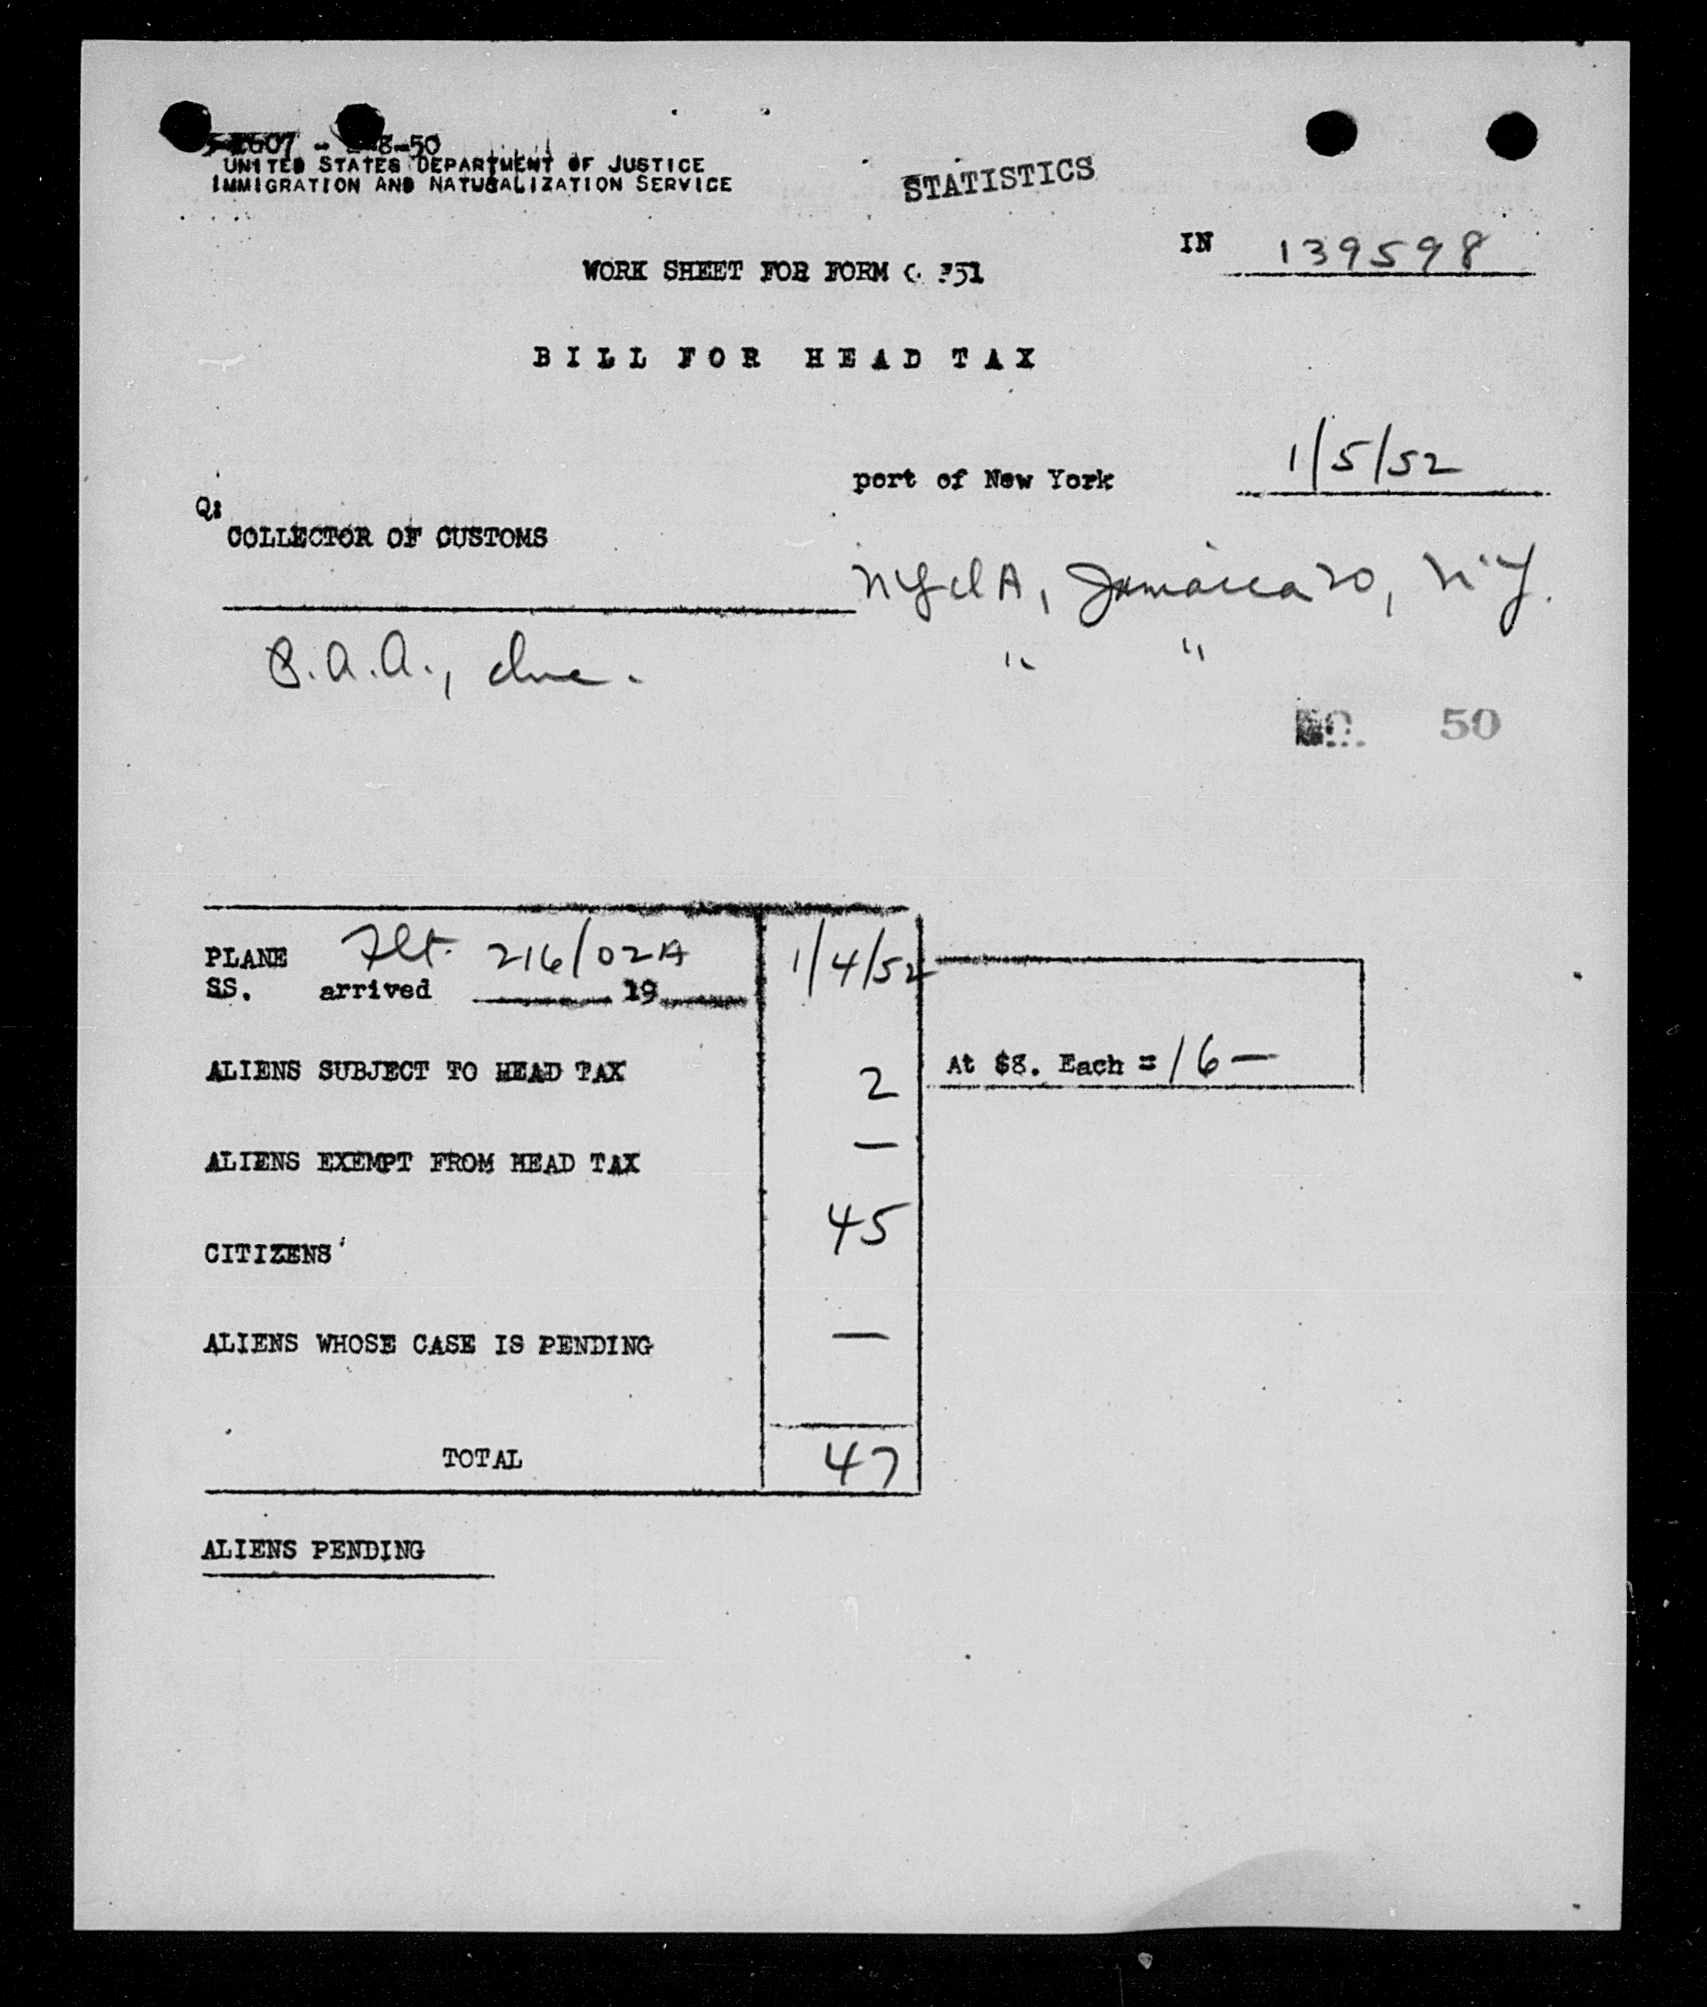 8-50
UNITED STATES DEPARTMENT OF JUSTICE
IMMIGRATION AND NATURALIZATION SERVICE
STATISTICS
IN 139598
WORK SHEET FOR FORM
BILL FOR HEAD TAX
port of New York 1/5/52
Q:
COLLECTOR OF CUSTOMS
NYIA, Jamaica 20, N.Y.
P.A.A., Inc. " "
50
PLANE Flt. 216/02A 1/4/52
SS. arrived 19
ALIENS SUBJECT TO HEAD TAX 2 At $8. Each = 16 —
ALIENS EXEMPT FROM HEAD TAX —
CITIZENS 45
ALIENS WHOSE CASE IS PENDING —
TOTAL 47
ALIENS PENDING